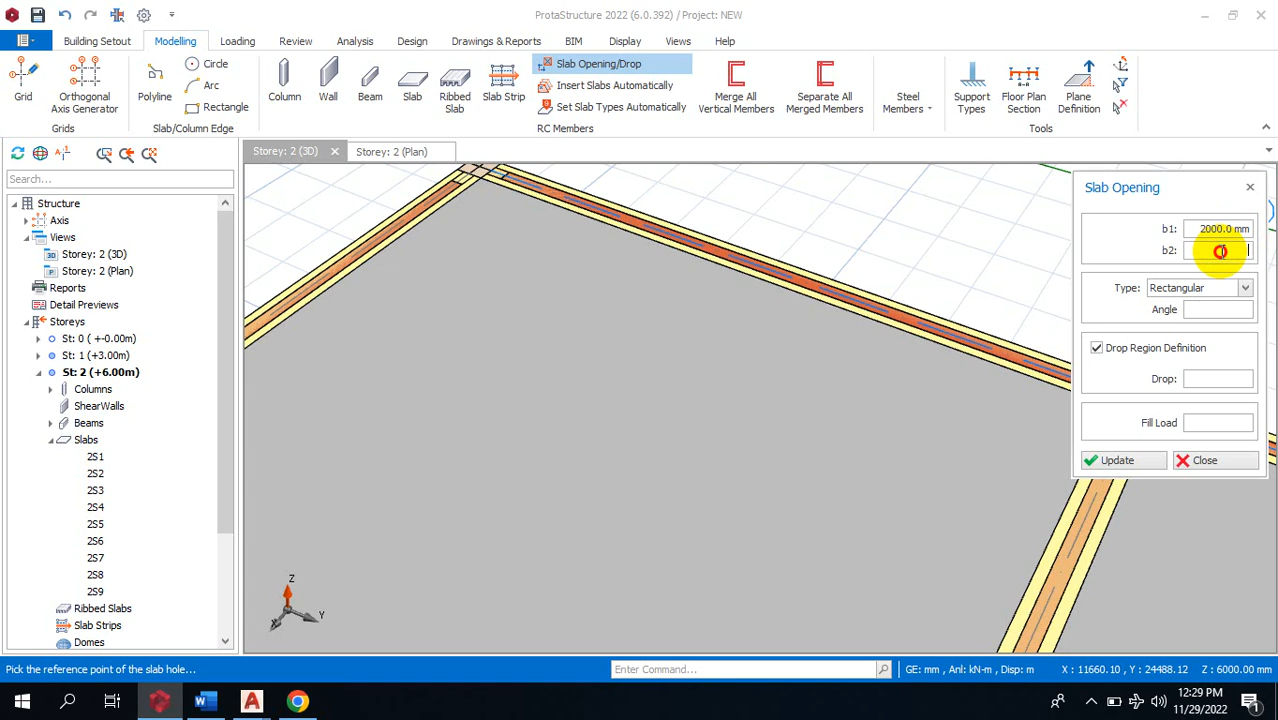 ProtaStructure 2022 (6.0.392) / Project: NEW
Building Setout Modelling Loading Review Analysis Design Drawings & Reports BIM Display Views Help
Grid
Orthogonal Axis Generator
Grids
Polyline
Circle
Arc
Rectangle
Slab/Column Edge
Column
Wall
Beam
Slab
Ribbed Slab
Slab Strip
Slab Opening/Drop
Insert Slabs Automatically
Set Slab Types Automatically
RC Members
Merge All Vertical Members
Separate All Merged Members
Steel Members
Support Types
Floor Plan Section
Plane Definition
Tools
Storey: 2 (3D)
Storey: 2 (Plan)
Search...
Structure
Axis
Views
Storey: 2 (3D)
Storey: 2 (Plan)
Reports
Detail Previews
Storeys
St: 0 ( +-0.00m)
St: 1 (+3.00m)
St: 2 (+6.00m)
Columns
ShearWalls
Beams
Slabs
2S1
2S2
2S3
2S4
2S5
2S6
2S7
2S8
2S9
Ribbed Slabs
Slab Strips
Domes
Z
Y
X
Slab Opening
b1: 2000.0 mm
b2:
Type: Rectangular
Angle
Drop Region Definition
Drop:
Fill Load
Update
Close
Pick the reference point of the slab hole...
Enter Command...
GE: mm , Anl: kN-m , Disp: m
X : 11660.10 , Y : 24488.12
Z: 6000.00 mm
12:29 PM
11/29/2022
1